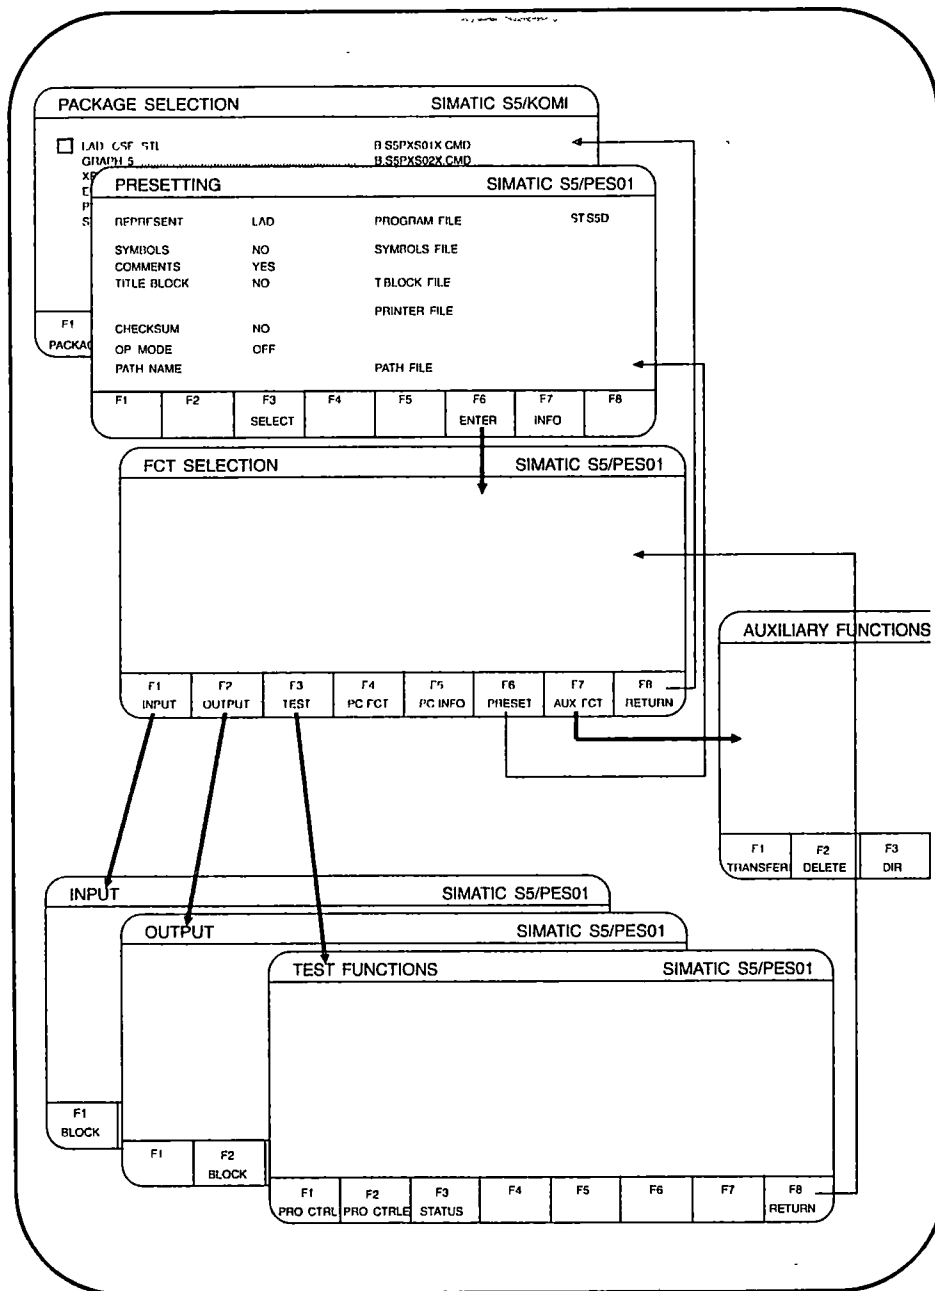 PACKAGE SELECTION SIMATIC S5/KOMI
LAD CSF STL B.S5PXS01X.CMD
GRAPH 5 B.S5PXS02X.CMD
F1
PACKAG
PRESETTING SIMATIC S5/PES01
REPRESENT LAD PROGRAM FILE ST.S5D
SYMBOLS NO SYMBOLS FILE
COMMENTS YES
TITLE BLOCK NO T.BLOCK FILE
PRINTER FILE
CHECKSUM NO
OP MODE OFF
PATH NAME PATH FILE
F1 F2 F3 F4 F5 F6 F7 F8
SELECT ENTER INFO
FCT SELECTION SIMATIC S5/PES01
F1 F2 F3 F4 F5 F6 F7 F8
INPUT OUTPUT TEST PC FCT PC INFO PRESET AUX FCT RETURN
AUXILIARY FUNCTIONS
F1 F2 F3
TRANSFER DELETE DIR
INPUT SIMATIC S5/PES01
F1
BLOCK
OUTPUT SIMATIC S5/PES01
F1 F2
BLOCK
TEST FUNCTIONS SIMATIC S5/PES01
F1 F2 F3 F4 F5 F6 F7 F8
PRO CTRL PRO CTRLE STATUS RETURN